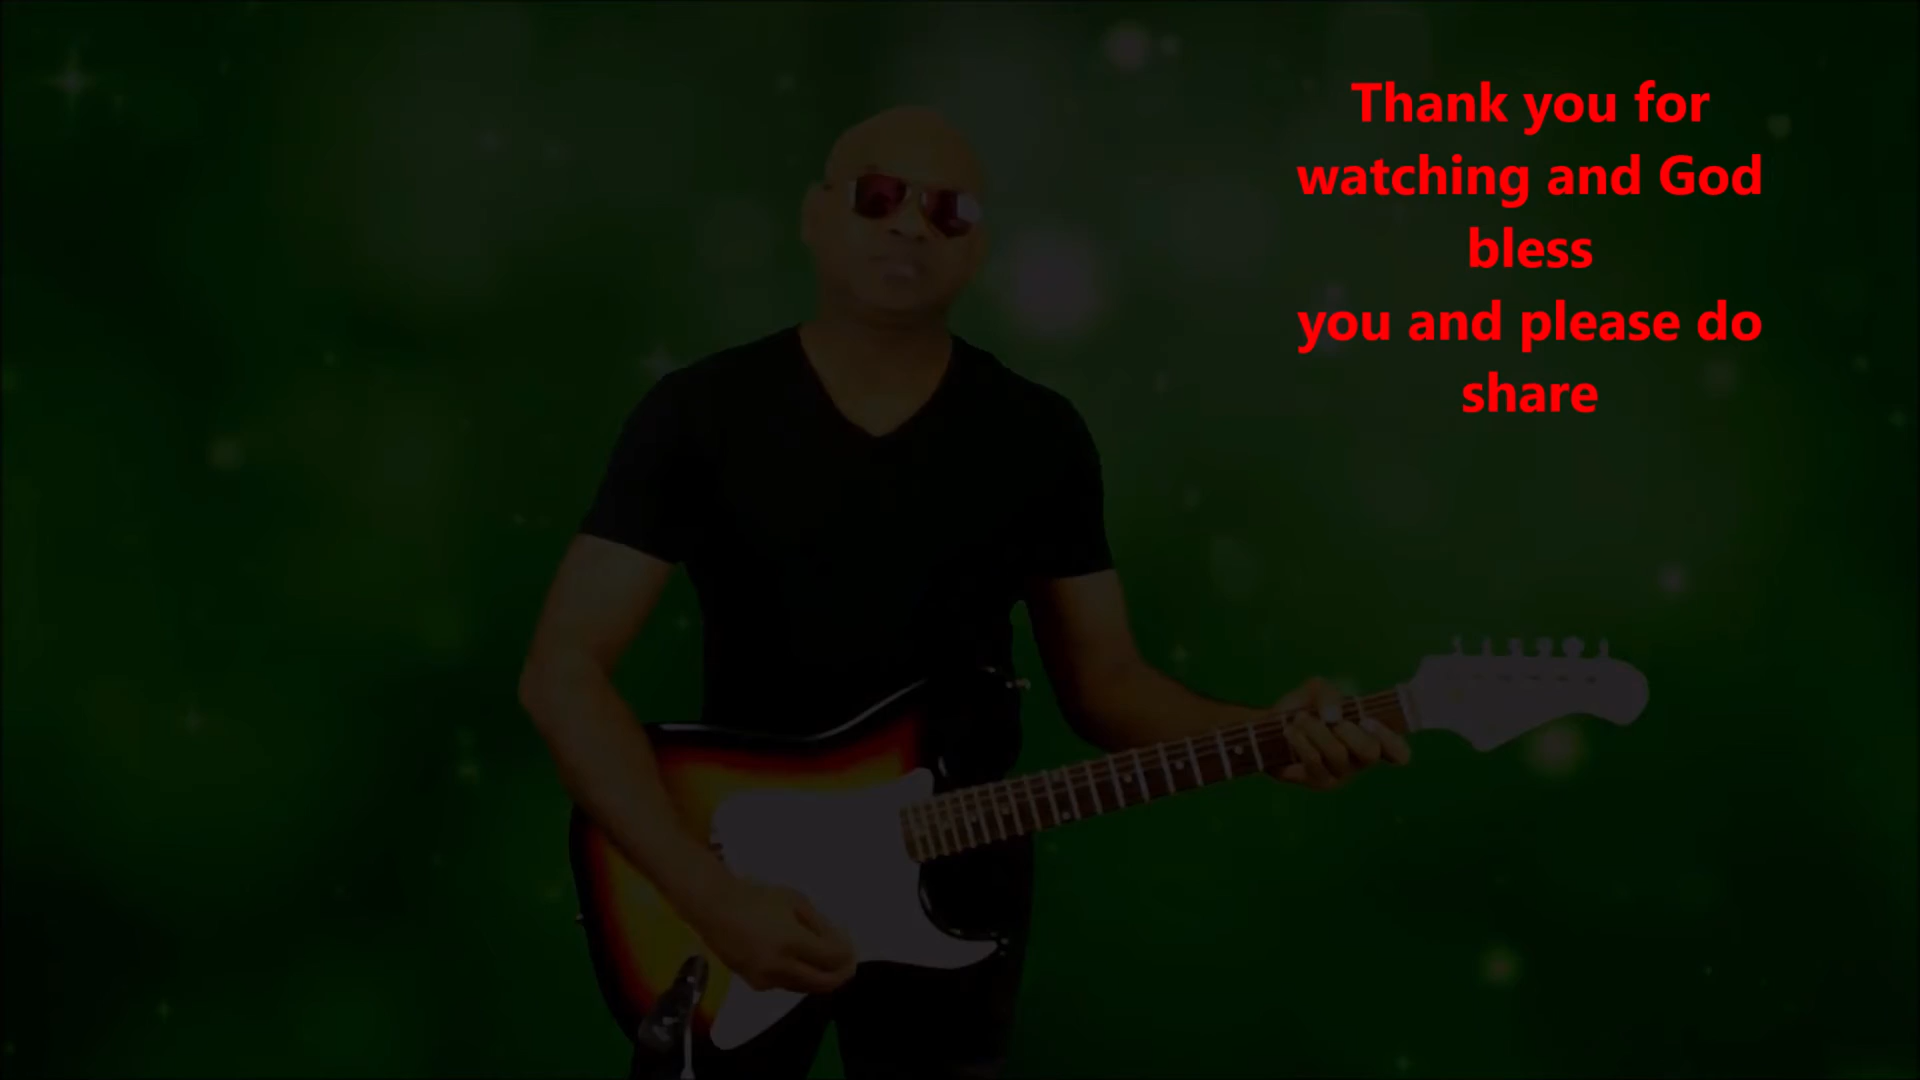 Thank you for
watching and God
bless
you and please do
share